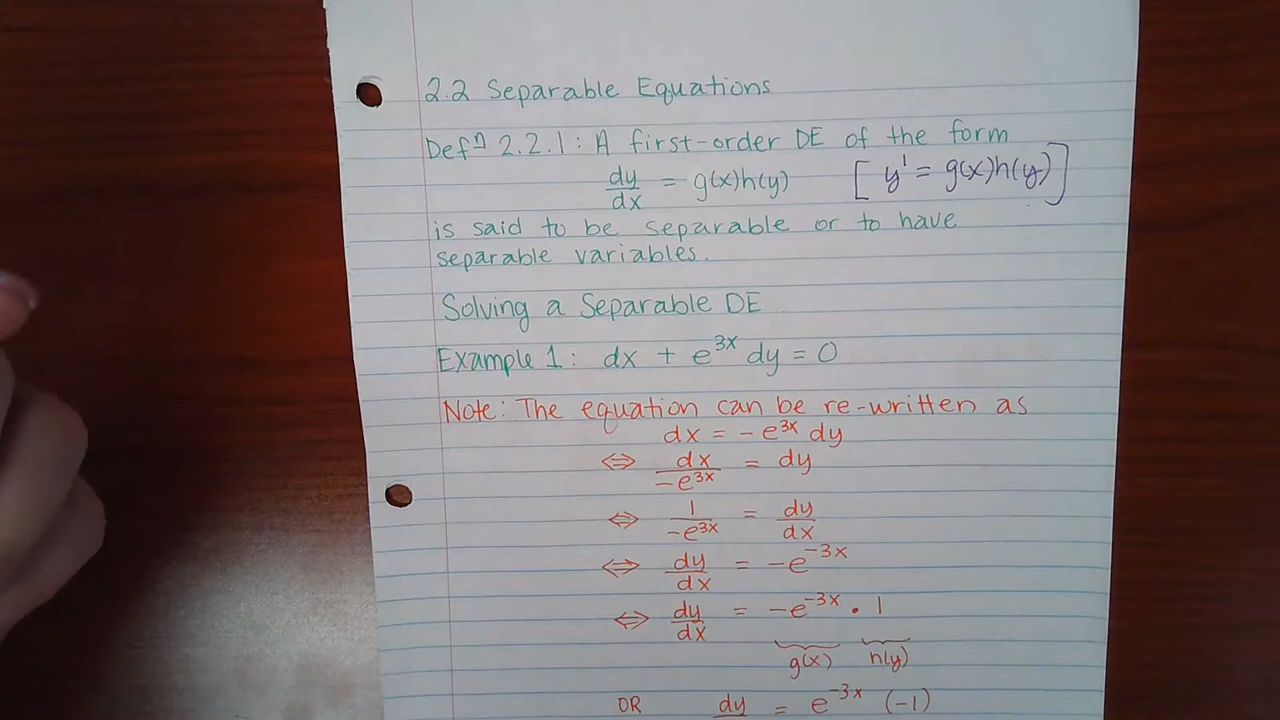 2.2 Separable Equations
Defⁿ 2.2.1: A first-order DE of the form
dy/dx = g(x)h(y) [y' = g(x)h(y)]
is said to be separable or to have
separable variables.
Solving a Separable DE
Example 1: dx + e^{3x} dy = 0
Note: The equation can be re-written as
dx = -e^{3x} dy
⇔ dx/-e^{3x} = dy
⇔ 1/-e^{3x} = dy/dx
⇔ dy/dx = -e^{-3x}
⇔ dy/dx = -e^{-3x} · 1
g(x) h(y)
OR dy = e^{-3x} (-1)